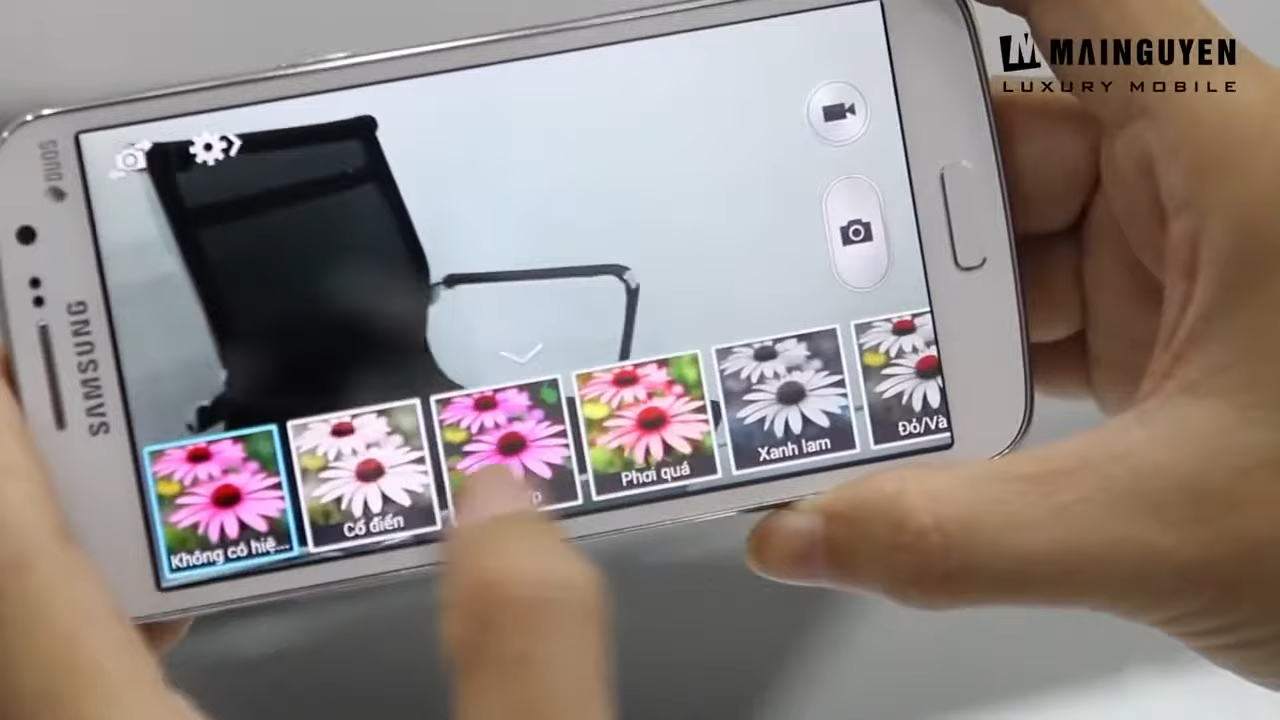 MAINGUYEN
LUXURY MOBILE
DUOS
SAMSUNG
Không có hiệ...
Cổ điển
Phơi quá
Xanh lam
Đỏ/Và